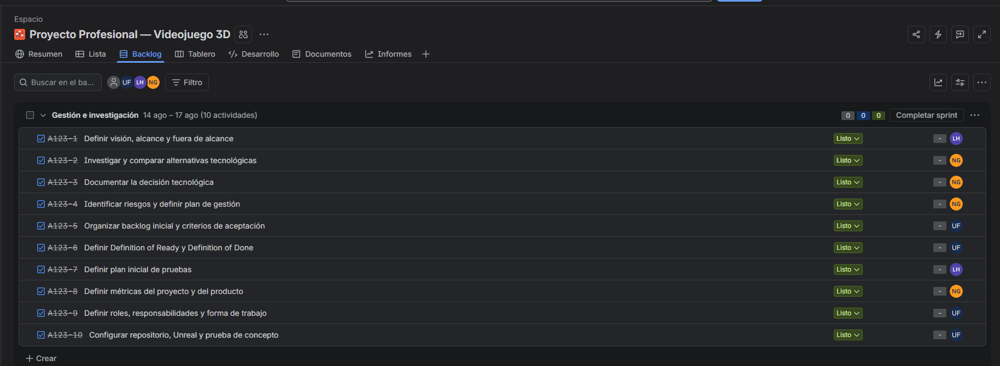 Espacio
Proyecto Profesional — Videojuego 3D
Resumen Lista Backlog Tablero Desarrollo Documentos Informes
Buscar en el ba... UF LH NG Filtro
Gestión e investigación 14 ago – 17 ago (10 actividades) 0 0 0 Completar sprint
A123-1 Definir visión, alcance y fuera de alcance Listo - LH
A123-2 Investigar y comparar alternativas tecnológicas Listo - NG
A123-3 Documentar la decisión tecnológica Listo - NG
A123-4 Identificar riesgos y definir plan de gestión Listo - NG
A123-5 Organizar backlog inicial y criterios de aceptación Listo - UF
A123-6 Definir Definition of Ready y Definition of Done Listo - UF
A123-7 Definir plan inicial de pruebas Listo - LH
A123-8 Definir métricas del proyecto y del producto Listo - NG
A123-9 Definir roles, responsabilidades y forma de trabajo Listo - UF
A123-10 Configurar repositorio, Unreal y prueba de concepto Listo - UF
+ Crear